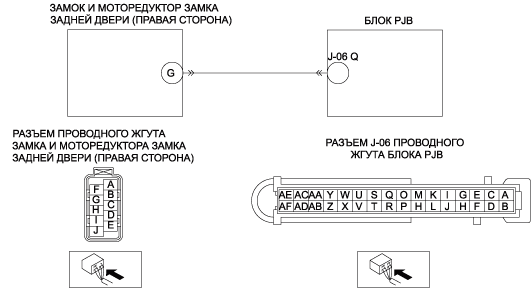 ЗАМОК И МОТОРЕДУКТОР ЗАМКА
ЗАДНЕЙ ДВЕРИ (ПРАВАЯ СТОРОНА)
БЛОК PJB
G
J-06 Q
РАЗЪЕМ ПРОВОДНОГО ЖГУТА
ЗАМКА И МОТОРЕДУКТОРА ЗАМКА
ЗАДНЕЙ ДВЕРИ (ПРАВАЯ СТОРОНА)
РАЗЪЕМ J-06 ПРОВОДНОГО
ЖГУТА БЛОКА PJB
F A
G B
H C
I D
J E
AE AC AA Y W U S Q O M K I G E C A
AF AD AB Z X V T R P H L J H F D B